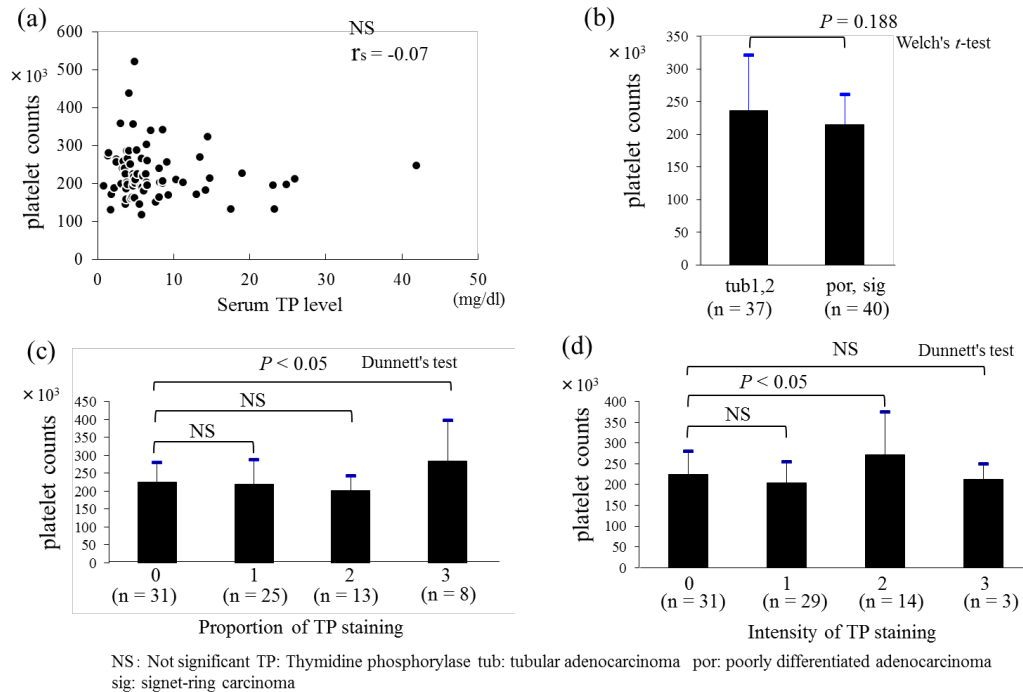 (a)
NS
rs = -0.07
× 10³
platelet counts
600
500
400
300
200
100
0
0 10 20 30 40 50
Serum TP level
(mg/dl)
(b)
P = 0.188
Welch's t-test
× 10³
platelet counts
350
300
250
200
150
100
50
0
tub1,2 por, sig
(n = 37) (n = 40)
(c)
P < 0.05 Dunnett's test
NS
NS
× 10³
platelet counts
450
400
350
300
250
200
150
100
50
0
0 1 2 3
(n = 31) (n = 25) (n = 13) (n = 8)
Proportion of TP staining
(d)
NS Dunnett's test
P < 0.05
NS
× 10³
platelet counts
400
350
300
250
200
150
100
50
0
0 1 2 3
(n = 31) (n = 29) (n = 14) (n = 3)
Intensity of TP staining
NS: Not significant TP: Thymidine phosphorylase tub: tubular adenocarcinoma por: poorly differentiated adenocarcinoma
sig: signet-ring carcinoma